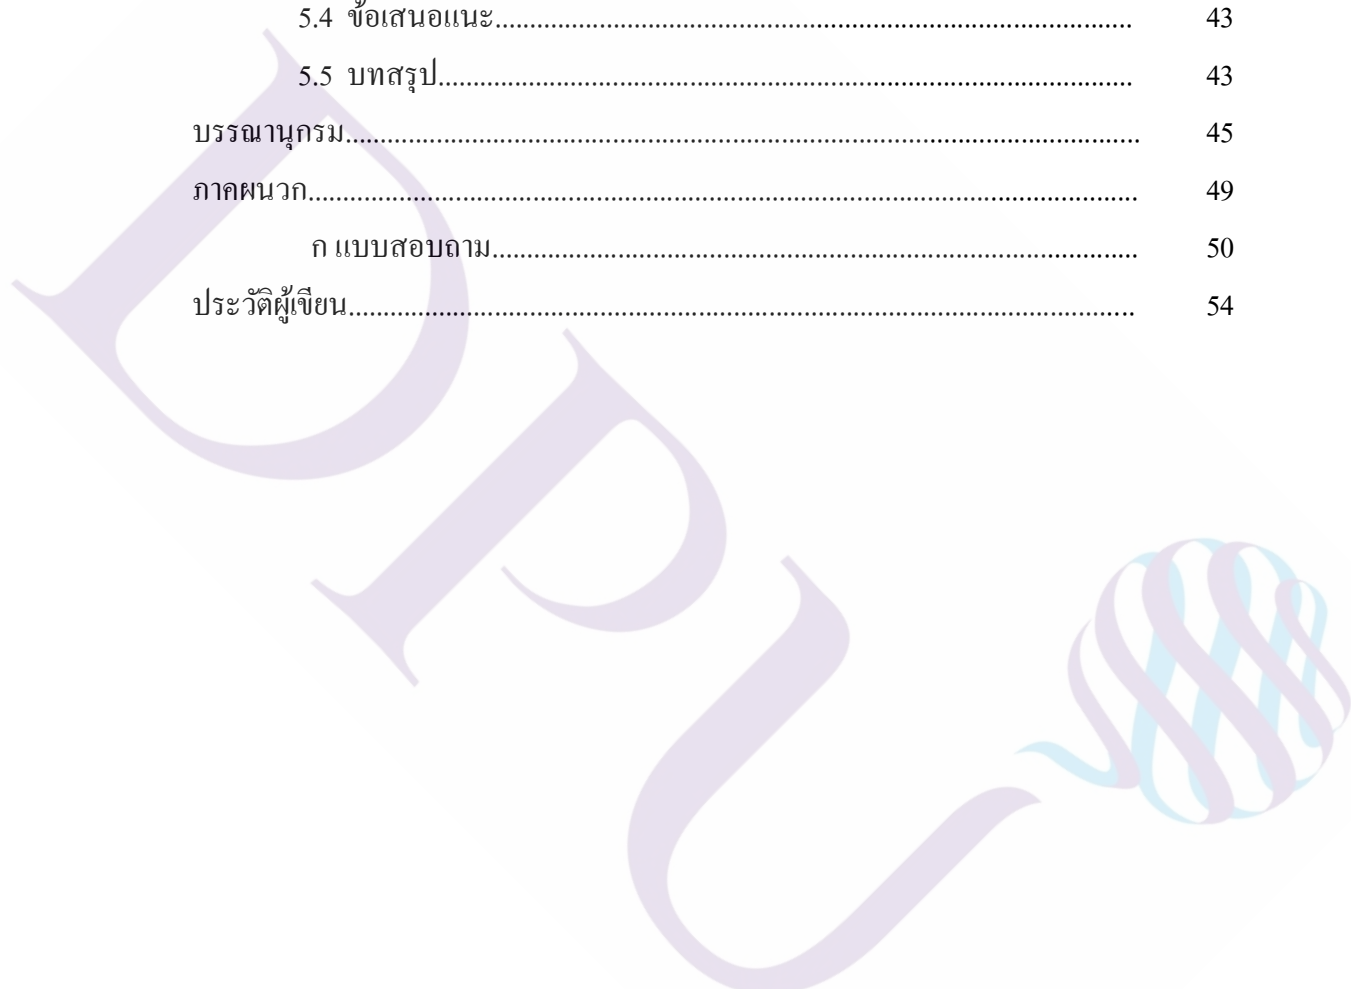 5.4 ข้อเสนอแนะ........................................................................................... 43
5.5 บทสรุป.................................................................................................... 43
บรรณานุกรม.................................................................................................................. 45
ภาคผนวก....................................................................................................................... 49
ก แบบสอบถาม............................................................................................. 50
ประวัติผู้เขียน................................................................................................................. 54
DPU